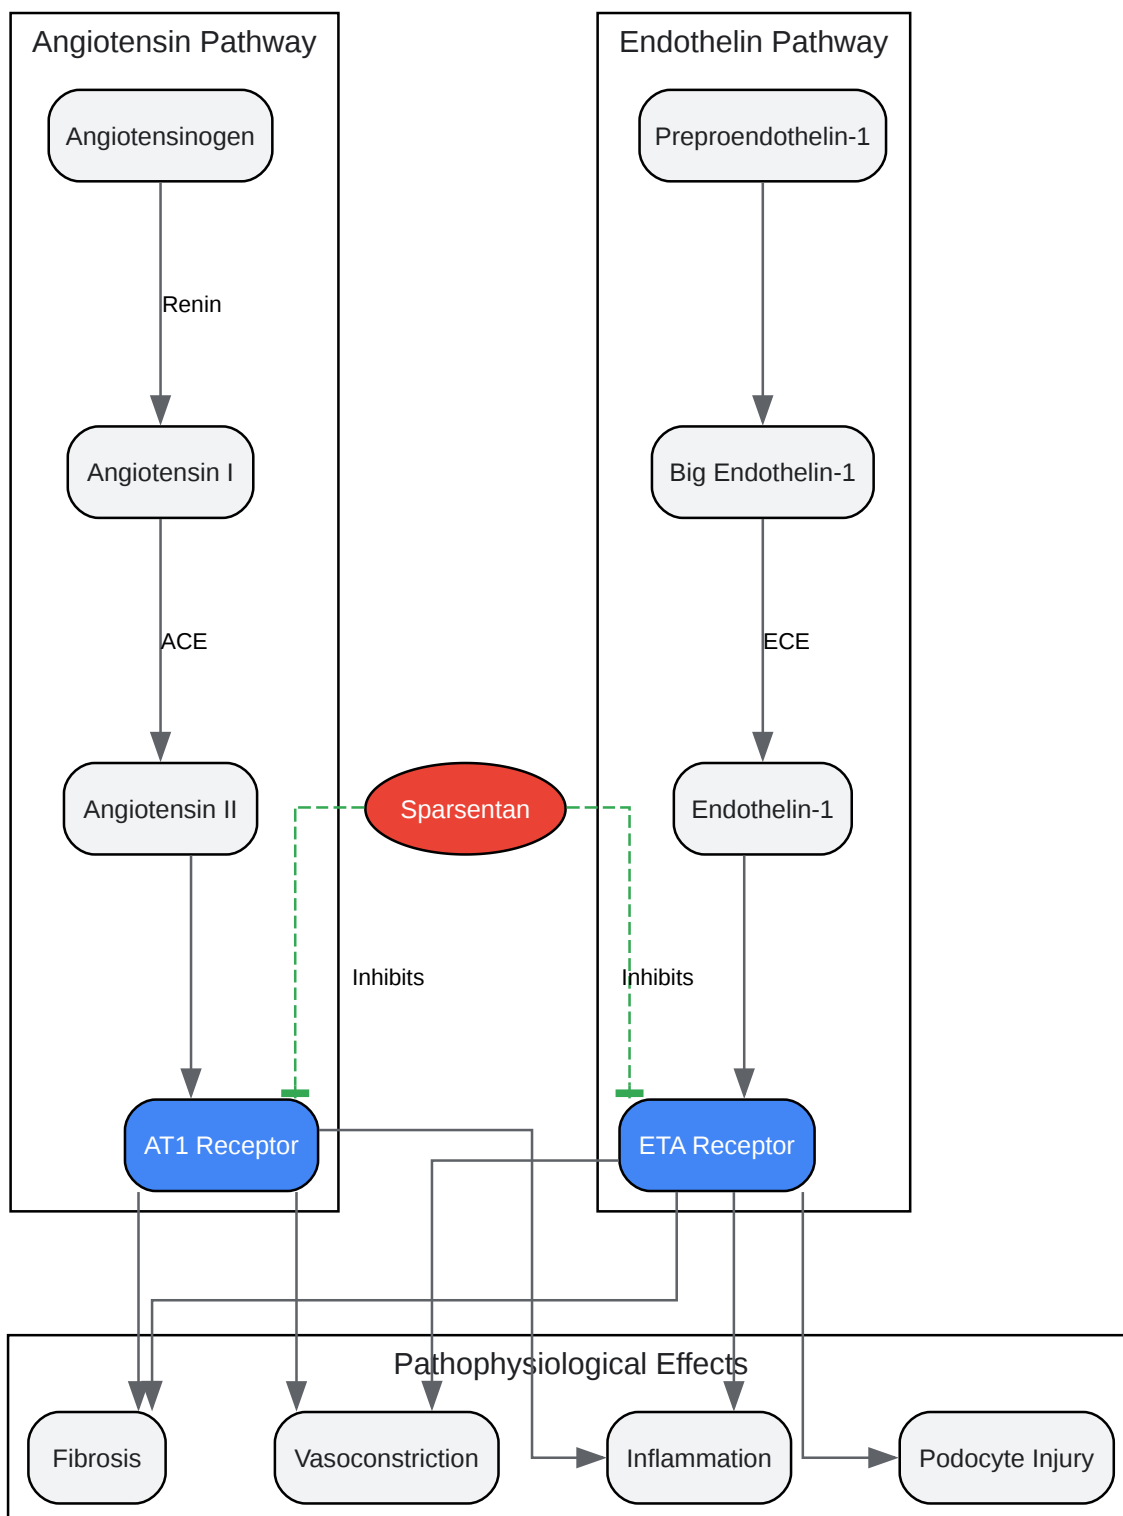 Angiotensin Pathway
Endothelin Pathway
Angiotensinogen
Preproendothelin-1
Renin
Angiotensin I
Big Endothelin-1
ACE
ECE
Angiotensin II
Sparsentan
Endothelin-1
Inhibits
Inhibits
AT1 Receptor
ETA Receptor
Pathophysiological Effects
Fibrosis
Vasoconstriction
Inflammation
Podocyte Injury